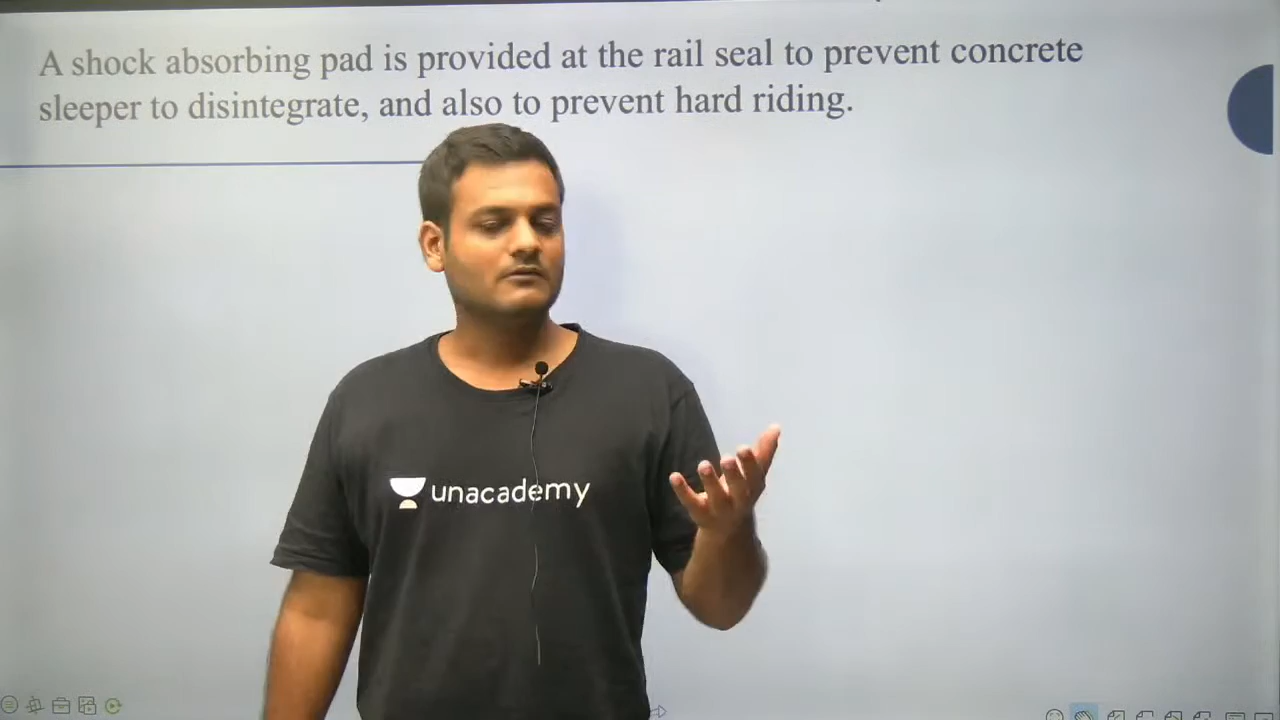 A shock absorbing pad is provided at the rail seal to prevent concrete
sleeper to disintegrate, and also to prevent hard riding.
unacademy